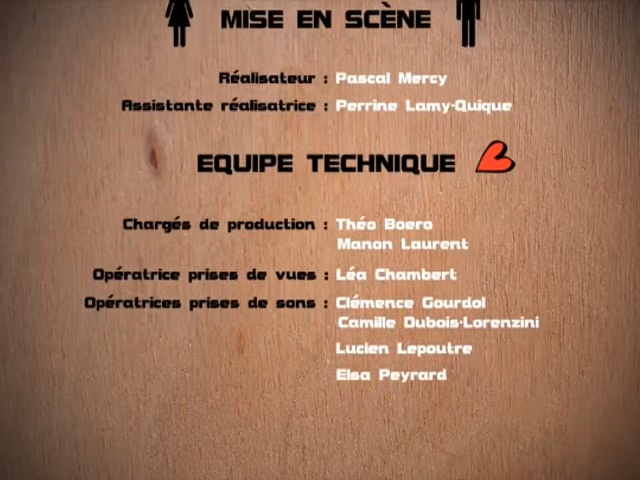 MISE EN SCÈNE
Réalisateur : Pascal Mercy
Assistante réalisatrice : Perrine Lamy-Quique
EQUIPE TECHNIQUE
Chargés de production : Théo Boero
Manon Laurent
Opératrice prises de vues : Léa Chambert
Opératrices prises de sons : Clémence Gourdol
Camille Dubois-Lorenzini
Lucien Lepoutre
Elsa Peyrard